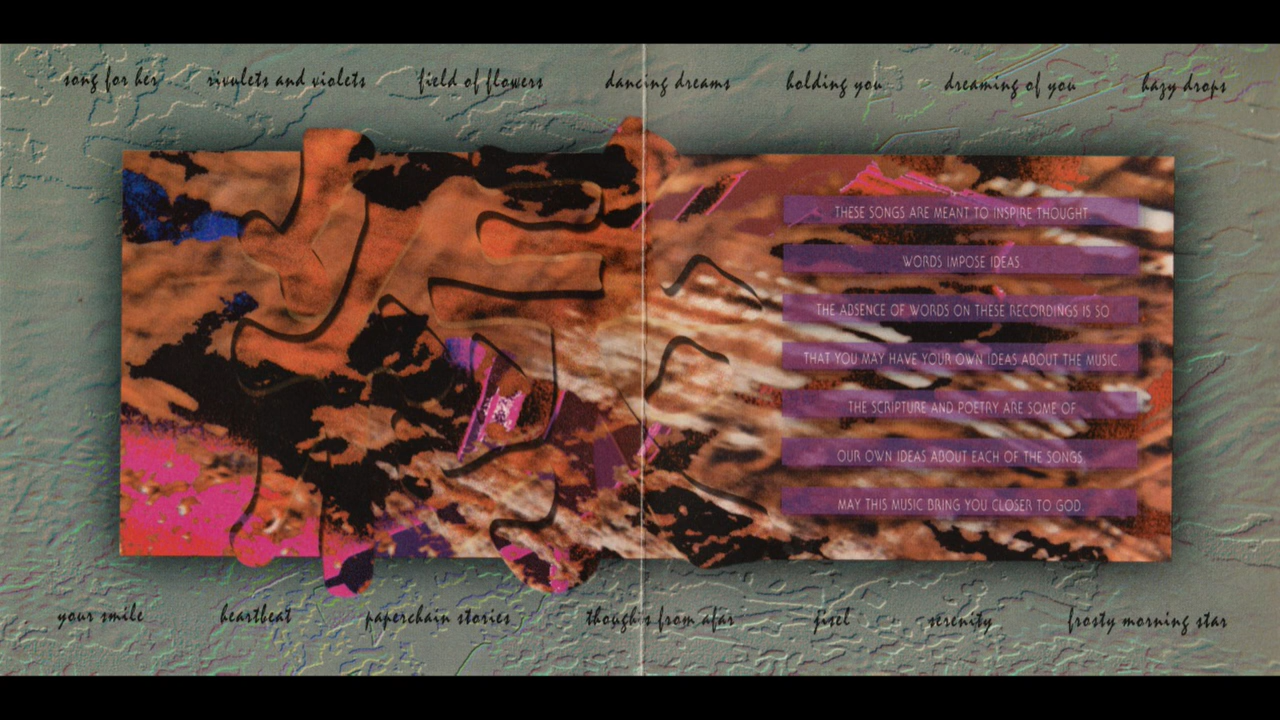 song for her
rivulets and violets
field of flowers
dancing dreams
holding you
dreaming of you
hazy drops
THESE SONGS ARE MEANT TO INSPIRE THOUGHT
WORDS IMPOSE IDEAS
THE ABSENCE OF WORDS ON THESE RECORDINGS IS SO
THAT YOU MAY HAVE YOUR OWN IDEAS ABOUT THE MUSIC.
THE SCRIPTURE AND POETRY ARE SOME OF
OUR OWN IDEAS ABOUT EACH OF THE SONGS.
MAY THIS MUSIC BRING YOU CLOSER TO GOD.
your smile
heartbeat
paperchain stories
thoughts from afar
serenity
frosty morning star